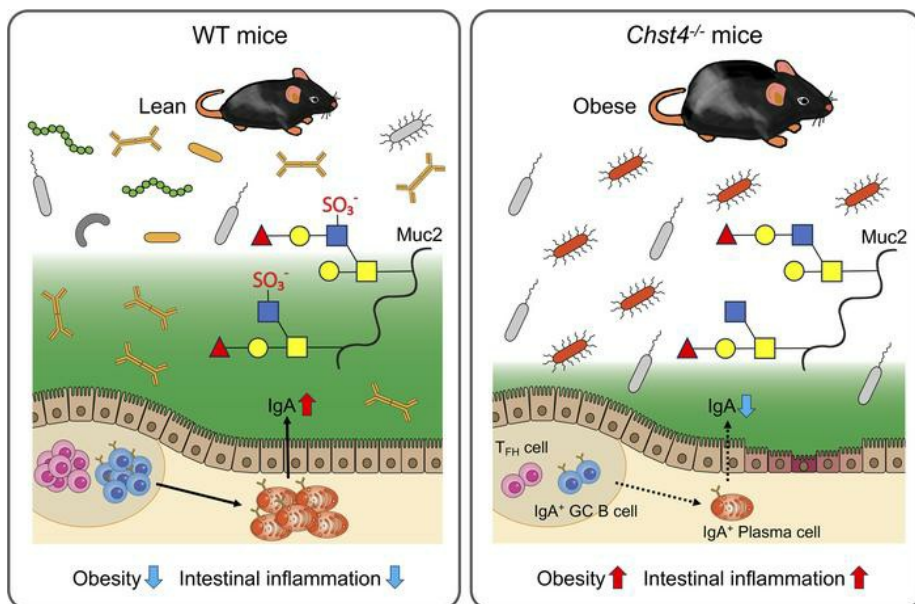 WT mice
Lean
SO₃⁻
Muc2
SO₃⁻
IgA
Obesity Intestinal inflammation
Chst4⁻/⁻ mice
Obese
Muc2
IgA
T_FH cell
IgA⁺ GC B cell
IgA⁺ Plasma cell
Obesity Intestinal inflammation